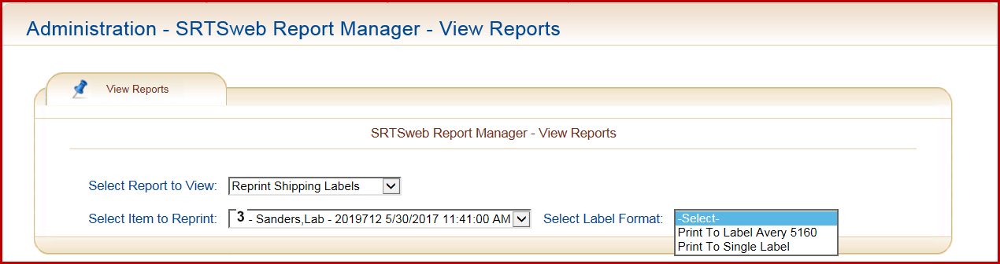 Administration - SRTSweb Report Manager - View Reports
View Reports
SRTSweb Report Manager - View Reports
Select Report to View: Reprint Shipping Labels
Select Item to Reprint: 3 - Sanders,Lab - 2019712 5/30/2017 11:41:00 AM Select Label Format: -Select-
Print To Label Avery 5160
Print To Single Label